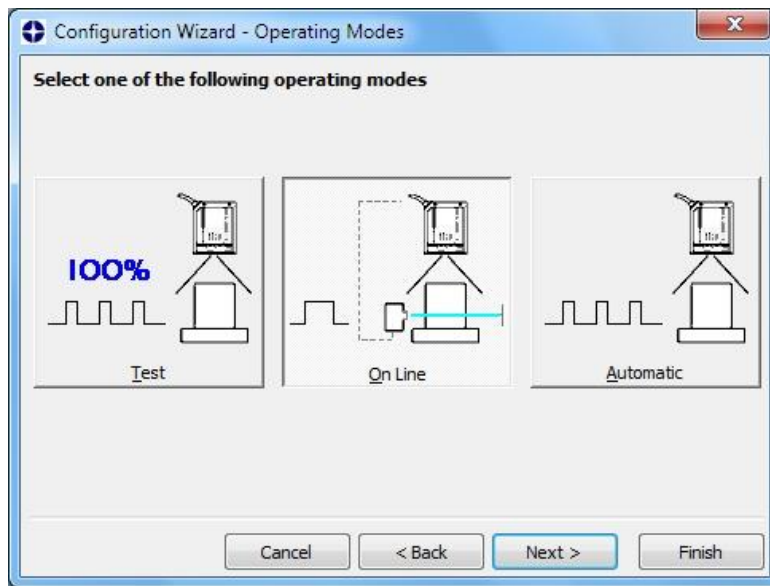 Configuration Wizard - Operating Modes
Select one of the following operating modes
100%
Test
On Line
Automatic
Cancel
< Back
Next >
Finish